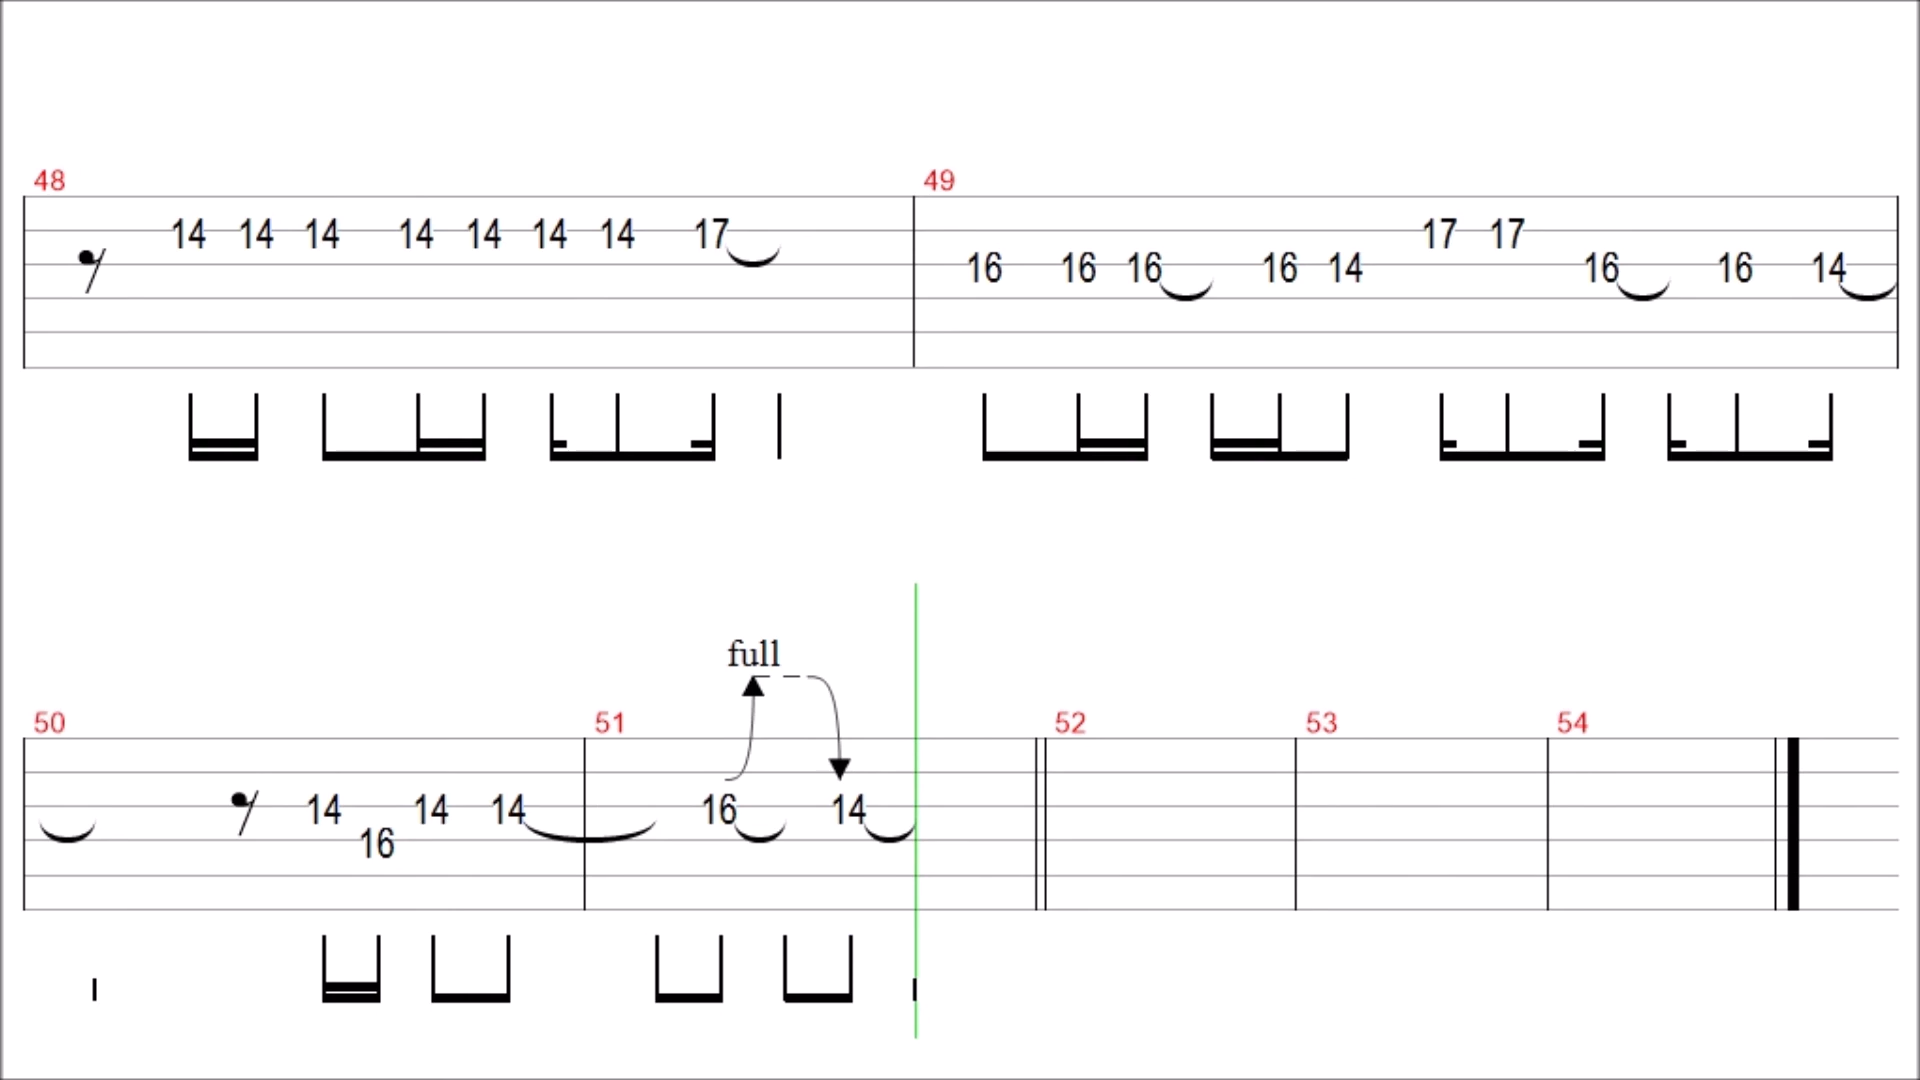 48 49
14 14 14 14 14 14 14 17 17 17
16 16 16 16 14 16 16 14
full
50 51 52 53 54
14 14 14 16 14
16